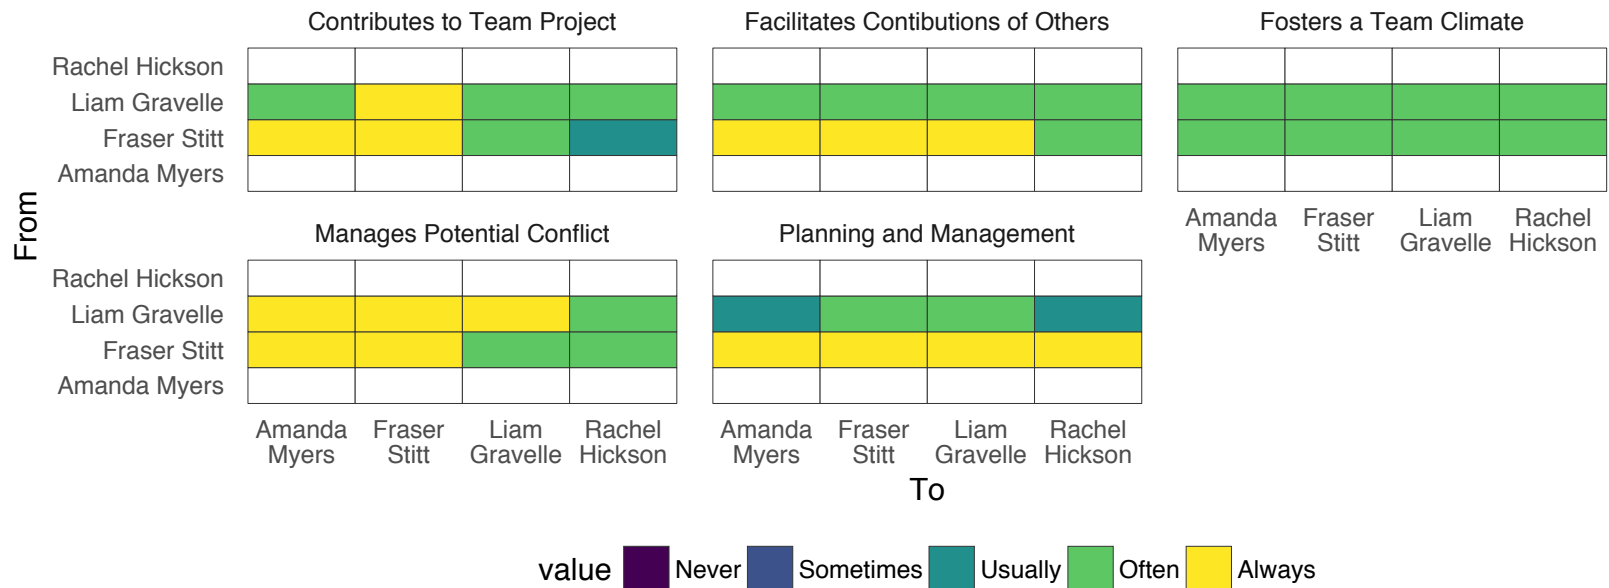 Contributes to Team Project
Facilitates Contibutions of Others
Fosters a Team Climate
Rachel Hickson
Liam Gravelle
Fraser Stitt
Amanda Myers
Amanda Myers
Fraser Stitt
Liam Gravelle
Rachel Hickson
From
Manages Potential Conflict
Planning and Management
Rachel Hickson
Liam Gravelle
Fraser Stitt
Amanda Myers
Amanda Myers
Fraser Stitt
Liam Gravelle
Rachel Hickson
Amanda Myers
Fraser Stitt
Liam Gravelle
Rachel Hickson
To
value Never Sometimes Usually Often Always